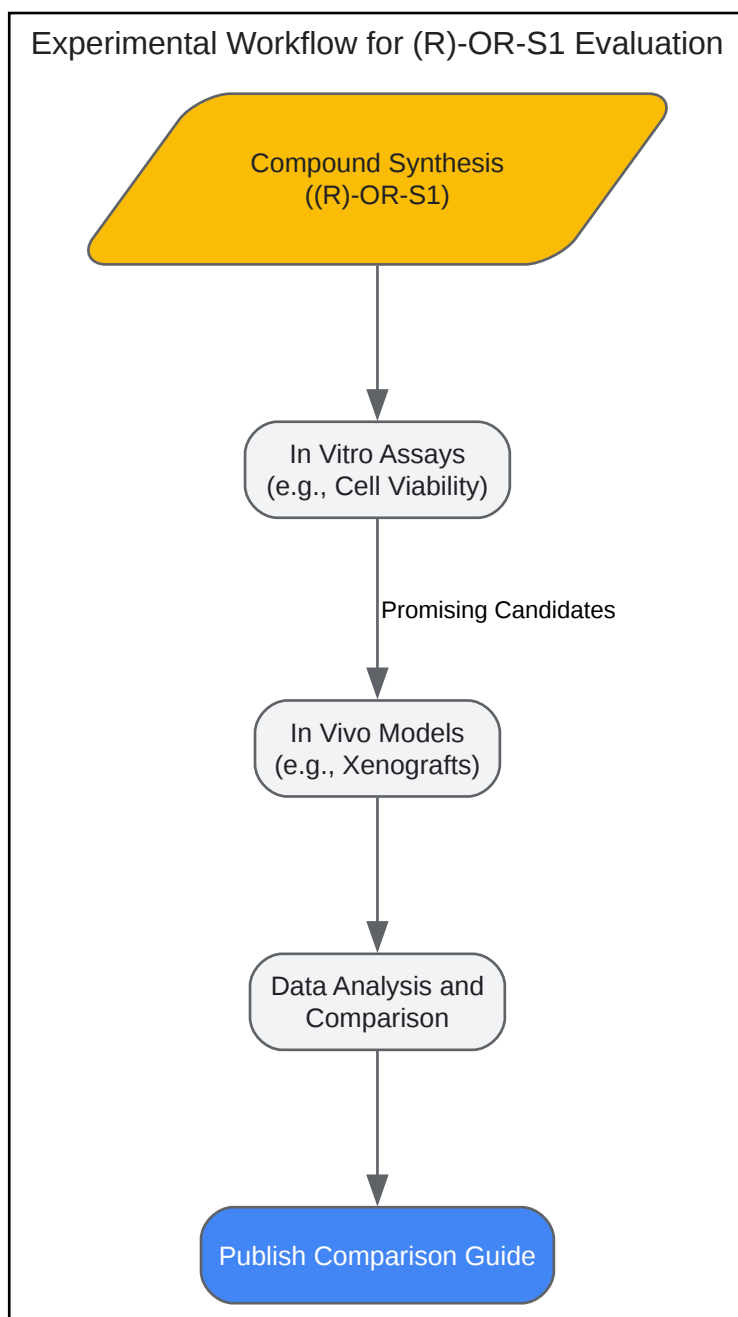 Experimental Workflow for (R)-OR-S1 Evaluation
Compound Synthesis
((R)-OR-S1)
In Vitro Assays
(e.g., Cell Viability)
Promising Candidates
In Vivo Models
(e.g., Xenografts)
Data Analysis and
Comparison
Publish Comparison Guide